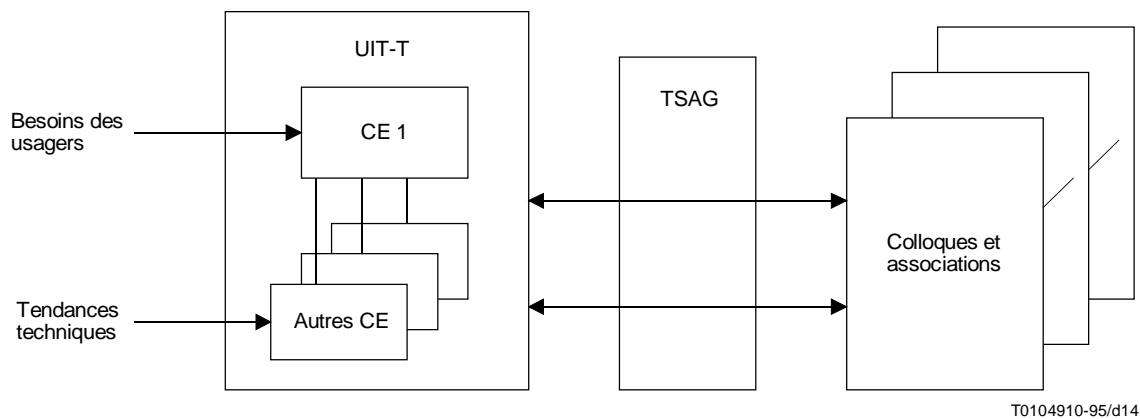 UIT-T
TSAG
CE 1
Besoins des
usagers
Colloques et
associations
Tendances
techniques
Autres CE
T0104910-95/d14